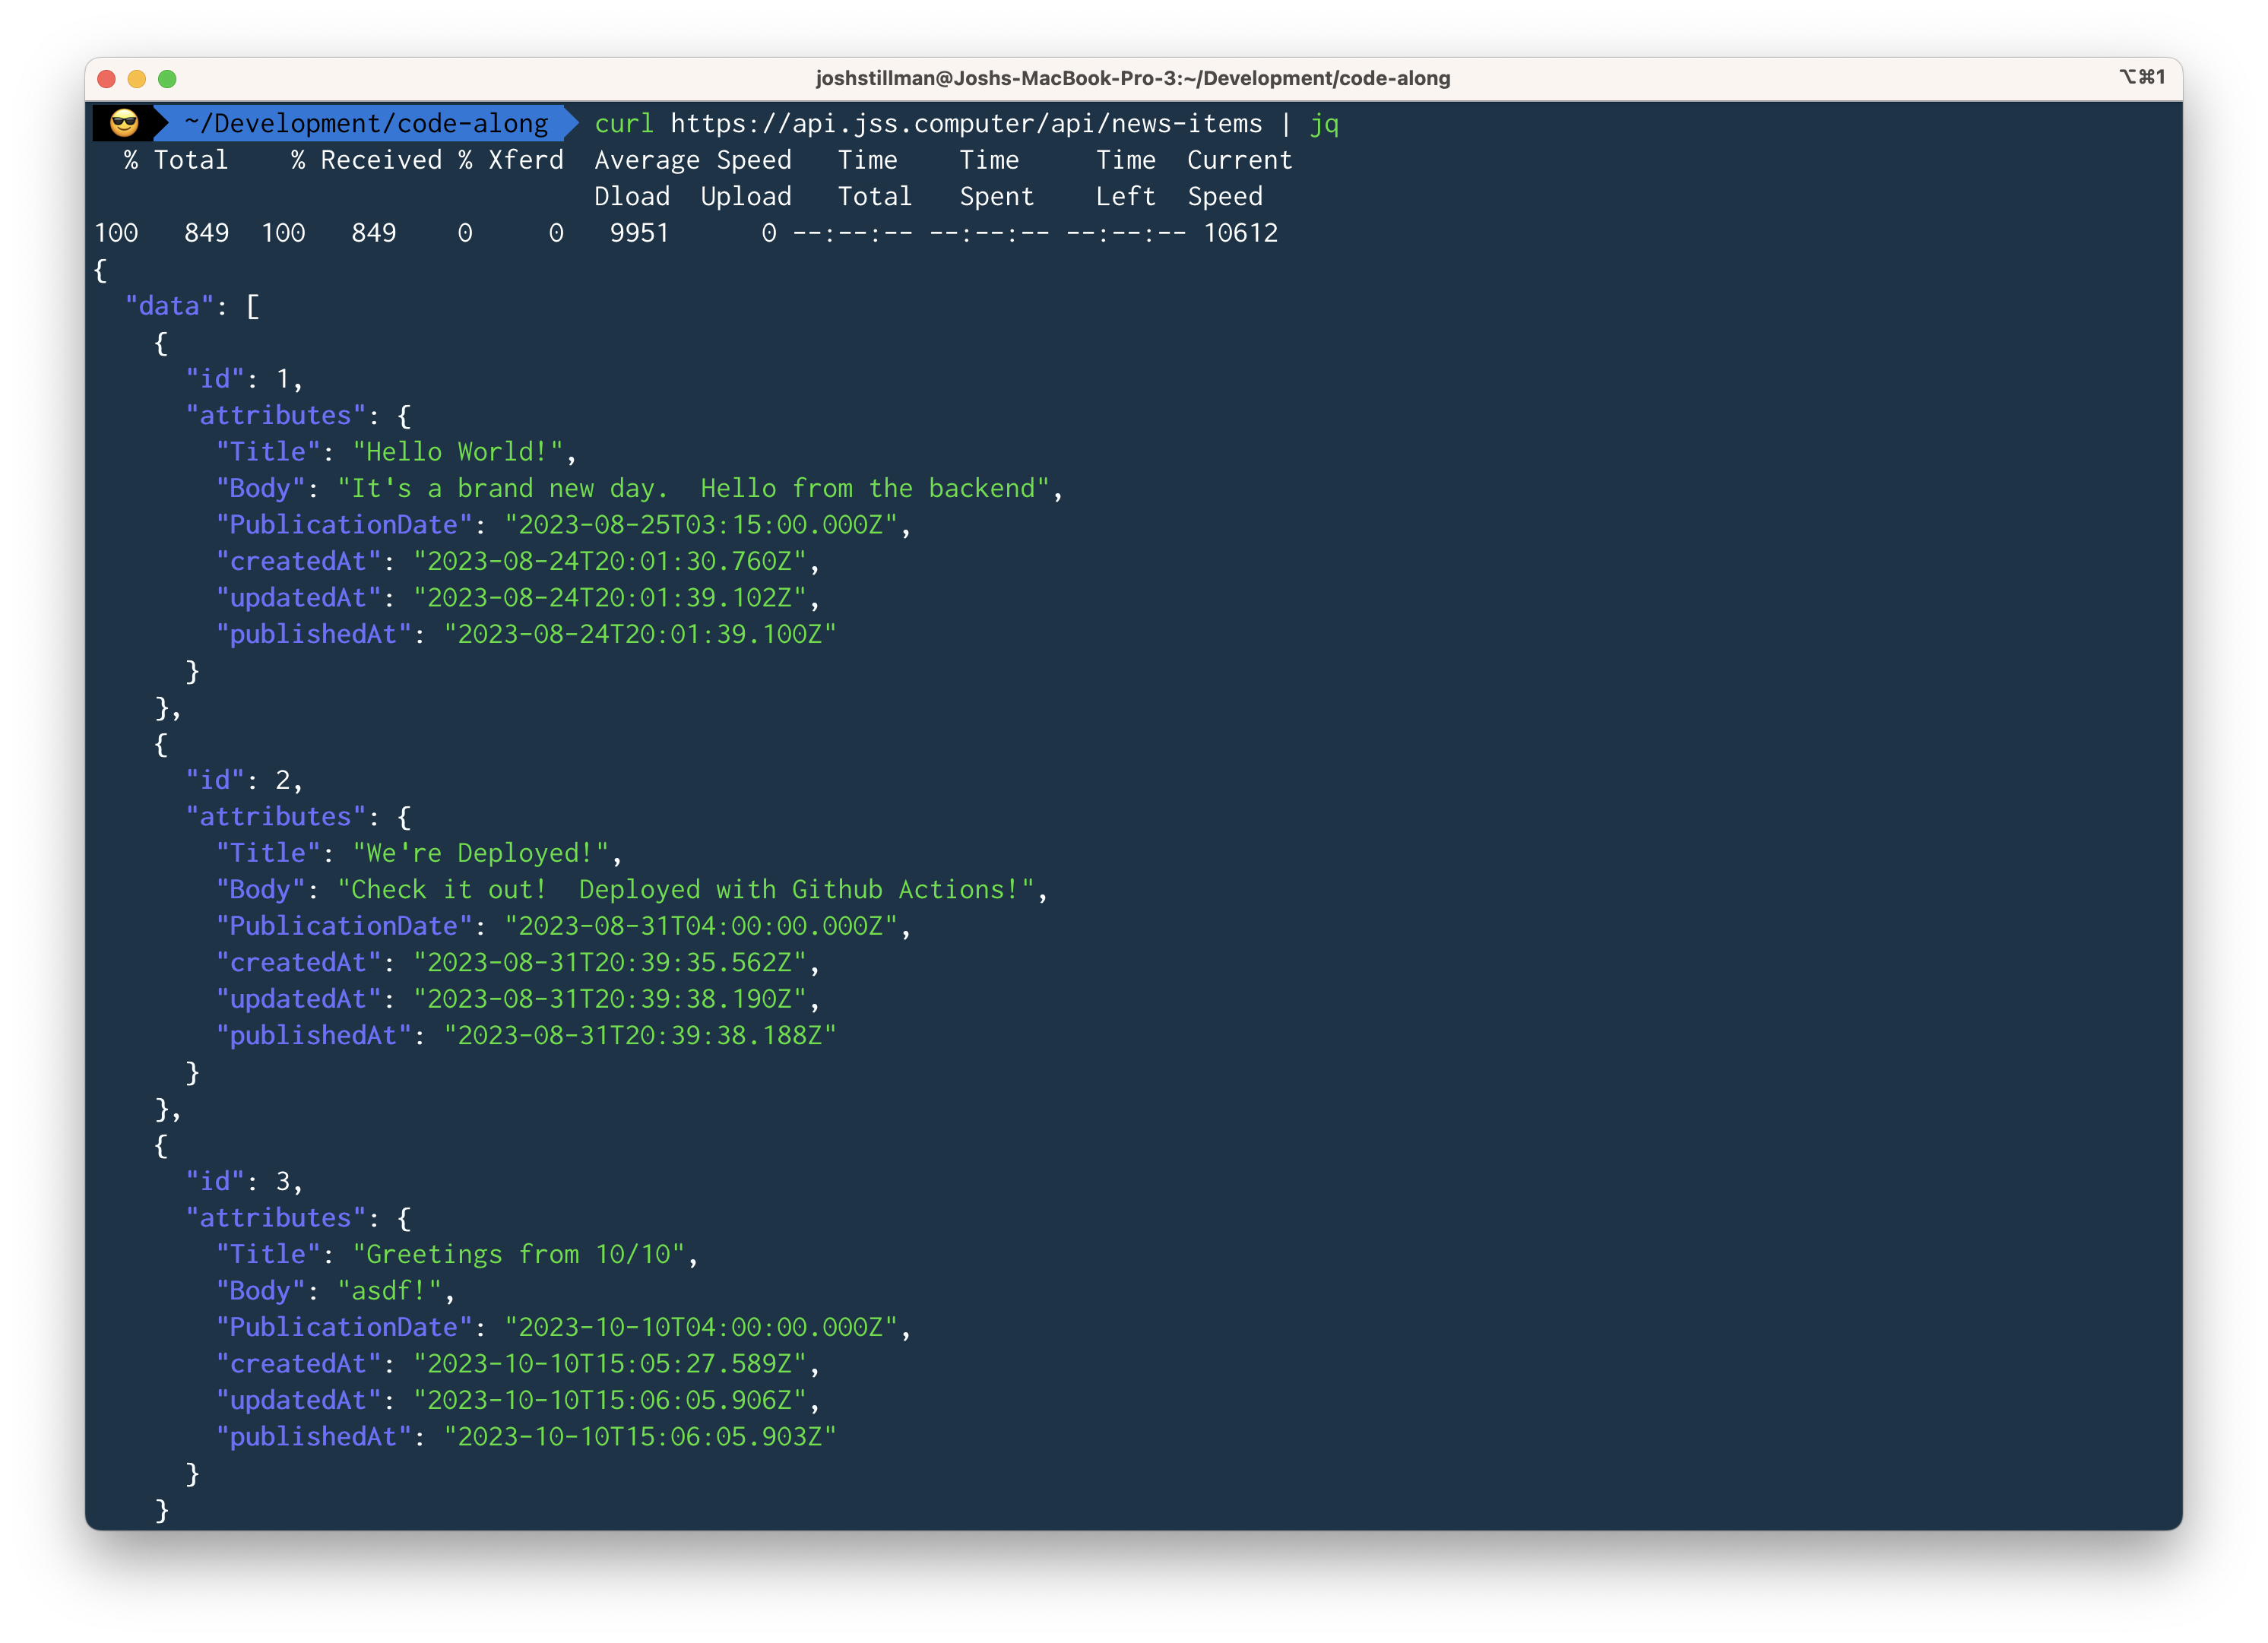 joshstillman@Joshs-MacBook-Pro-3:~/Development/code-along ⌥⌘1
😎 ~/Development/code-along curl https://api.jss.computer/api/news-items | jq
  % Total    % Received % Xferd  Average Speed   Time    Time     Time  Current
                                 Dload  Upload   Total   Spent    Left  Speed
100   849  100   849    0     0   9951      0 --:--:-- --:--:-- --:--:-- 10612
{
  "data": [
    {
      "id": 1,
      "attributes": {
        "Title": "Hello World!",
        "Body": "It's a brand new day.  Hello from the backend",
        "PublicationDate": "2023-08-25T03:15:00.000Z",
        "createdAt": "2023-08-24T20:01:30.760Z",
        "updatedAt": "2023-08-24T20:01:39.102Z",
        "publishedAt": "2023-08-24T20:01:39.100Z"
      }
    },
    {
      "id": 2,
      "attributes": {
        "Title": "We're Deployed!",
        "Body": "Check it out!  Deployed with Github Actions!",
        "PublicationDate": "2023-08-31T04:00:00.000Z",
        "createdAt": "2023-08-31T20:39:35.562Z",
        "updatedAt": "2023-08-31T20:39:38.190Z",
        "publishedAt": "2023-08-31T20:39:38.188Z"
      }
    },
    {
      "id": 3,
      "attributes": {
        "Title": "Greetings from 10/10",
        "Body": "asdf!",
        "PublicationDate": "2023-10-10T04:00:00.000Z",
        "createdAt": "2023-10-10T15:05:27.589Z",
        "updatedAt": "2023-10-10T15:06:05.906Z",
        "publishedAt": "2023-10-10T15:06:05.903Z"
      }
    }